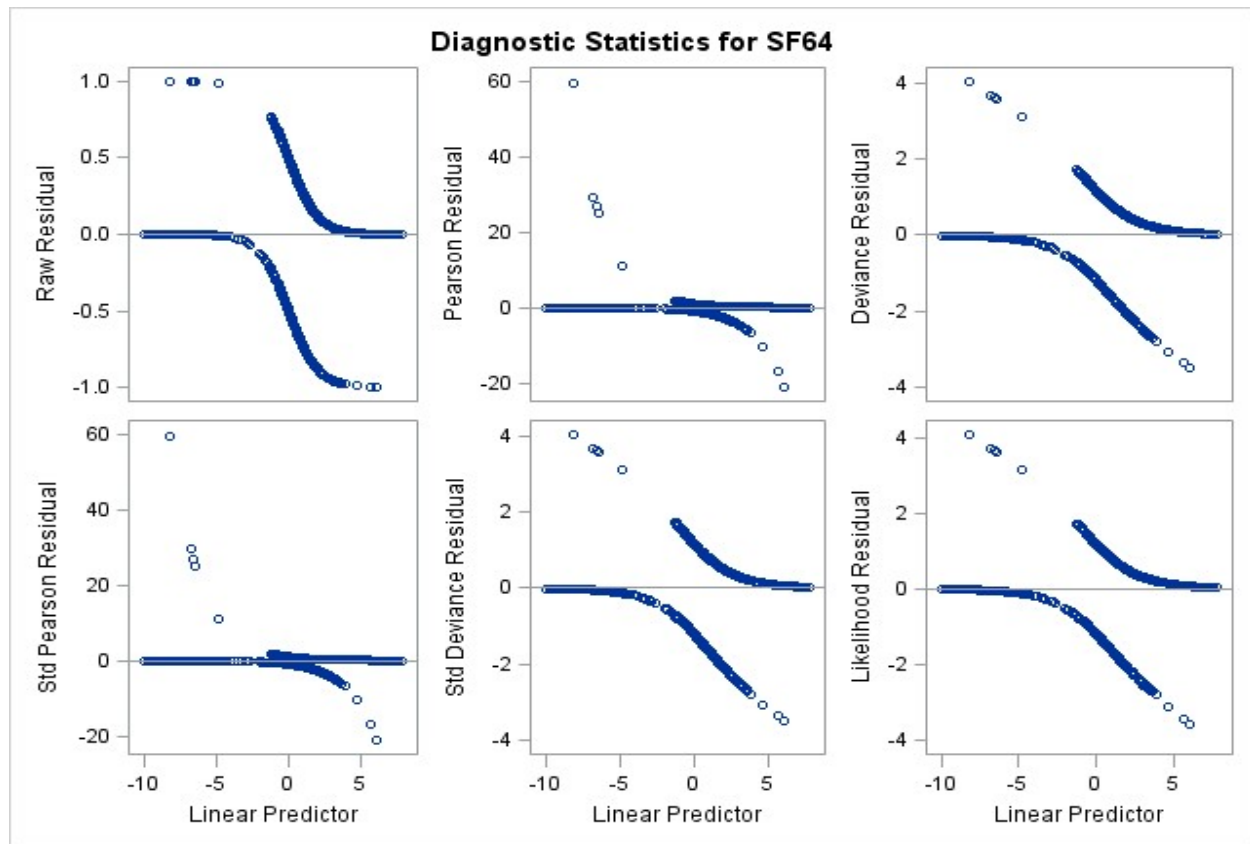 Diagnostic Statistics for SF64
Raw Residual
1.0
0.5
0.0
-0.5
-1.0
Pearson Residual
60
40
20
0
-20
Deviance Residual
4
2
0
-2
-4
Std Pearson Residual
60
40
20
0
-20
-10 -5 0 5
Linear Predictor
Std Deviance Residual
4
2
0
-2
-4
-10 -5 0 5
Linear Predictor
Likelihood Residual
4
2
0
-2
-4
-10 -5 0 5
Linear Predictor